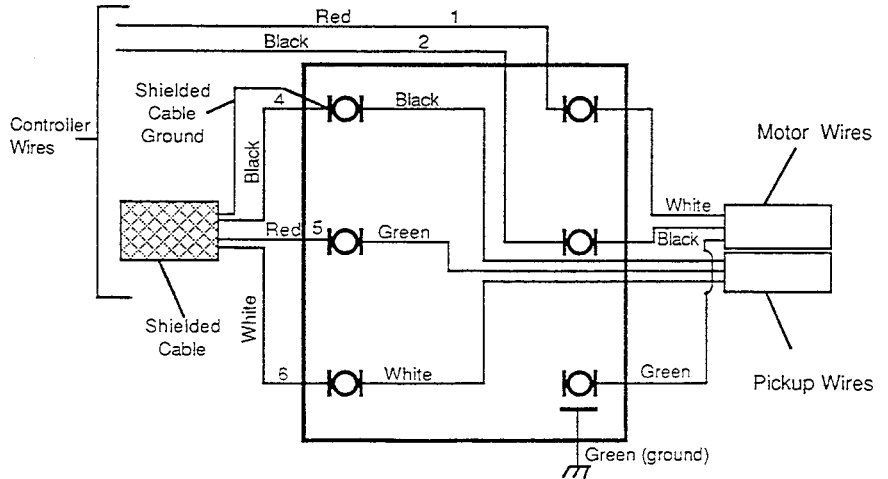 Red 1
Black 2
Shielded
Cable
Ground
4
Black
Controller
Wires
Black
Motor Wires
White
Red 5
Green
Black
Shielded
Cable
White
6
White
Green
Pickup Wires
Green (ground)